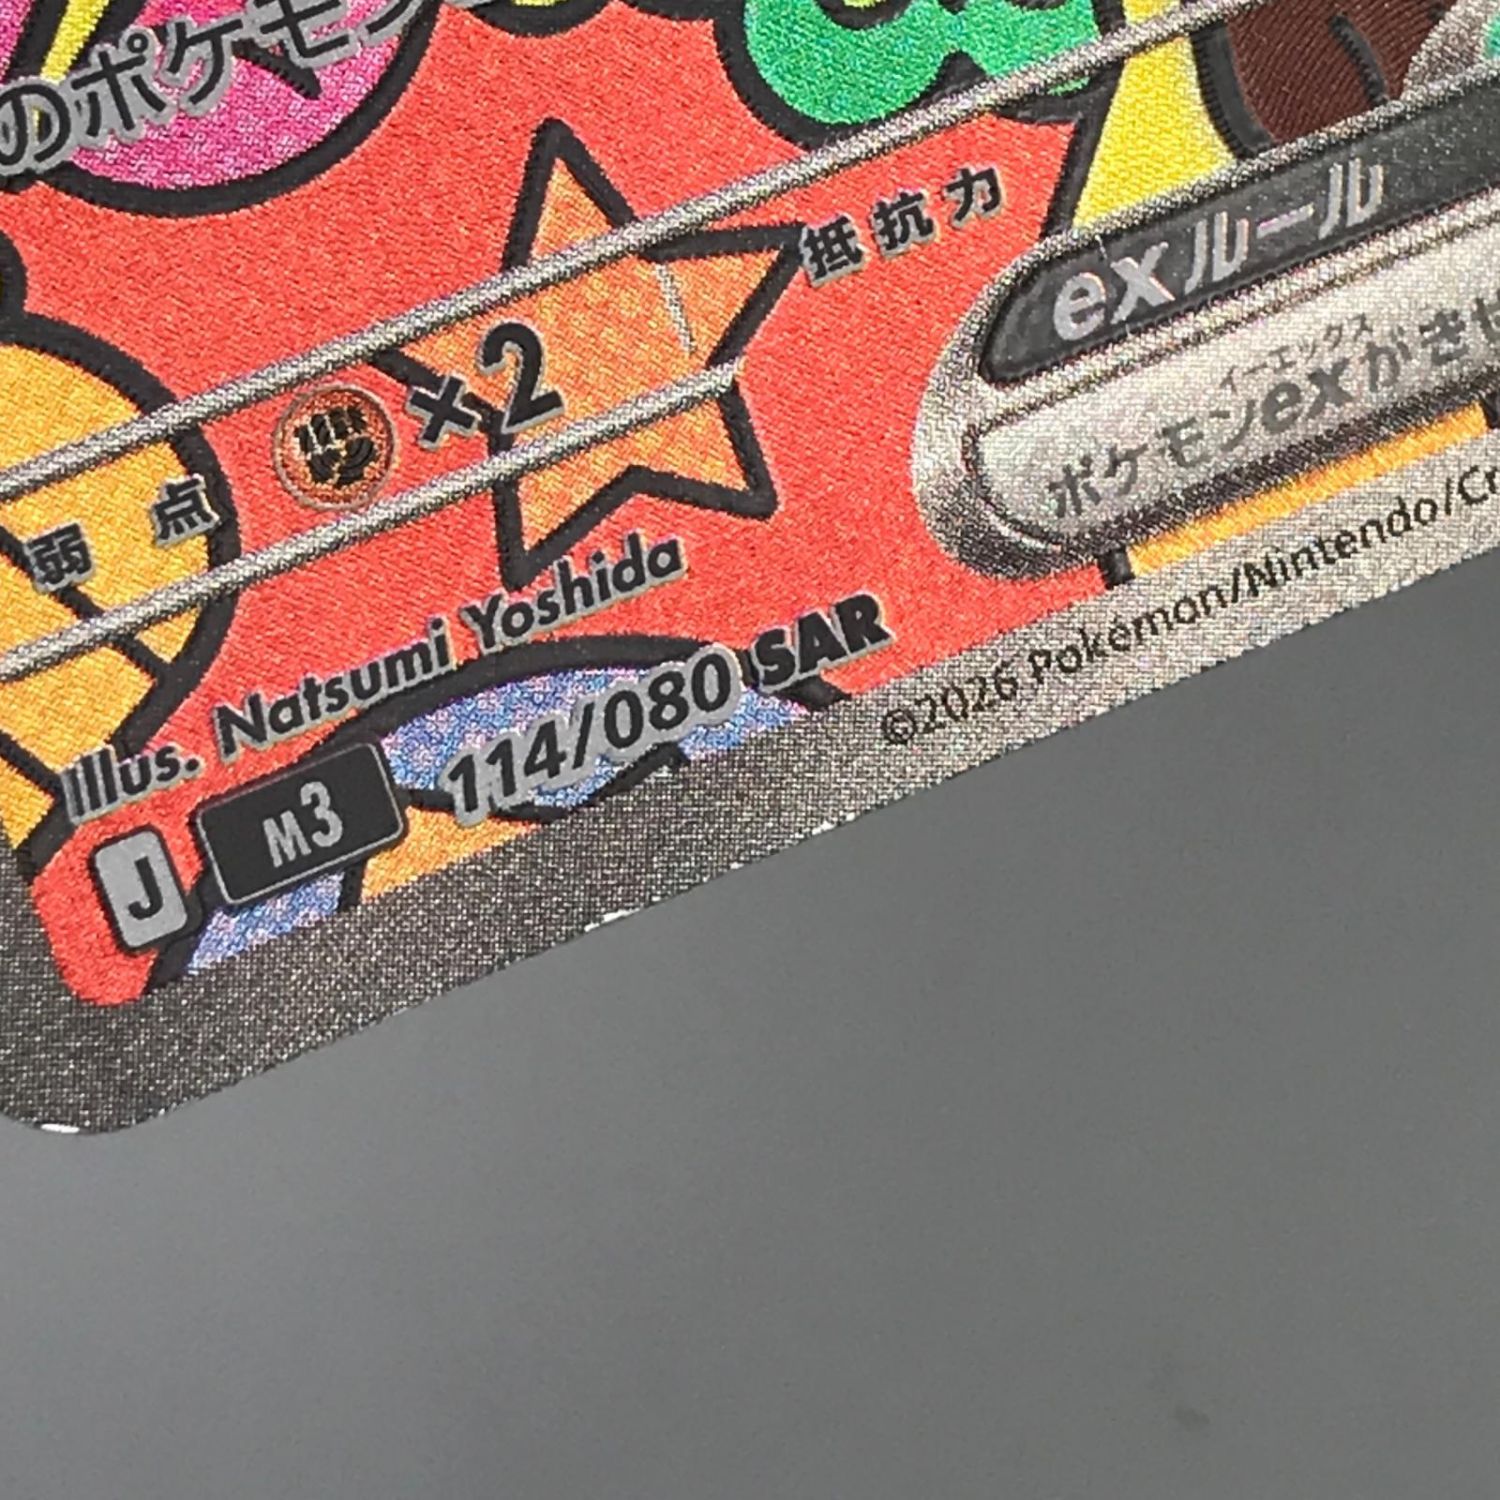 のポケモン
弱点
×2
抵抗力
exルール
イーエックス
ポケモンexがきぜ
Illus. Natsumi Yoshida
J M3 114/080 SAR
©2026 Pokémon/Nintendo/Cr